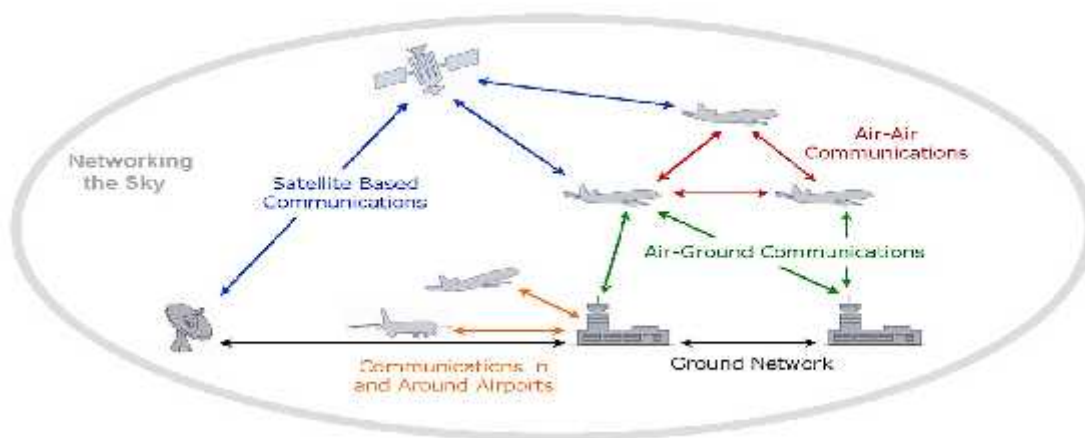 Networking
the Sky
Satellite Based
Communications
Air-Air
Communications
Air-Ground Communications
Communications n
and Around Airports
Ground Network